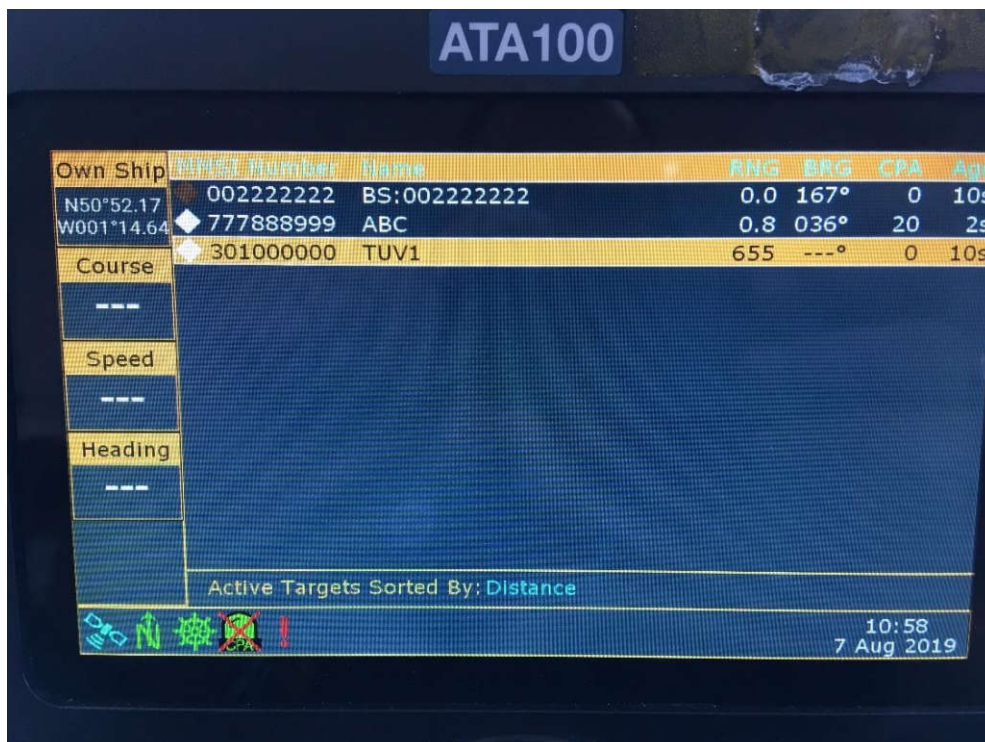 ATA100
Own Ship MMSI Number Name RNG BRG CPA Age
N50°52.17
W001°14.64
002222222 BS:002222222 0.0 167° 0 10s
777888999 ABC 0.8 036° 20 2s
301000000 TUV1 655 ---° 0 10s
Course
---
Speed
---
Heading
---
Active Targets Sorted By: Distance
N CPA !
10:58
7 Aug 2019